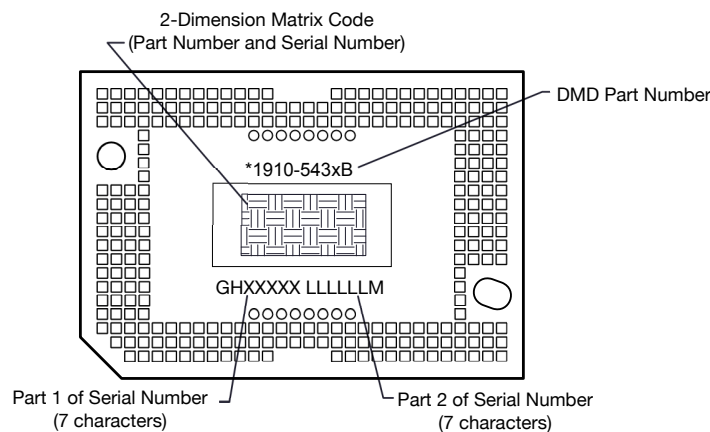 2-Dimension Matrix Code
(Part Number and Serial Number)
DMD Part Number
*1910-543xB
GHXXXXX LLLLLLM
Part 1 of Serial Number
(7 characters)
Part 2 of Serial Number
(7 characters)